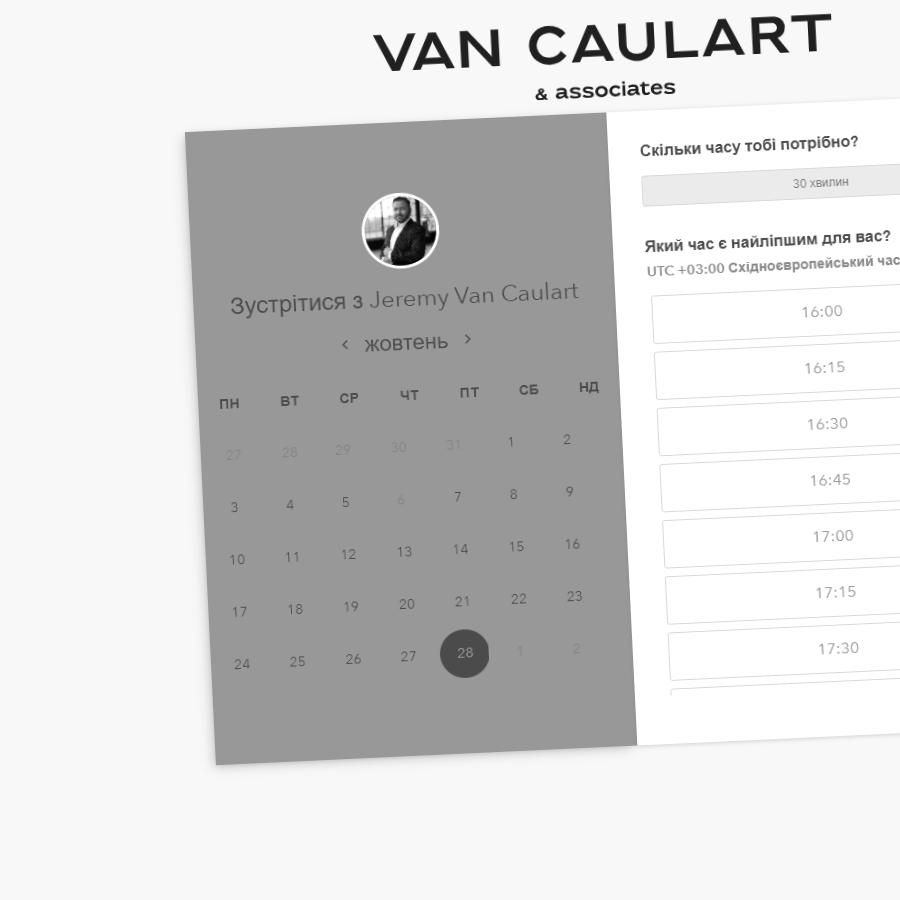 VAN CAULART
& associates
Зустрітися з Jeremy Van Caulart
‹ жовтень ›
ПН ВТ СР ЧТ ПТ СБ НД
27 28 29 30 31 1 2
3 4 5 6 7 8 9
10 11 12 13 14 15 16
17 18 19 20 21 22 23
24 25 26 27 28 1 2
Скільки часу тобі потрібно?
30 хвилин
Який час є найліпшим для вас?
UTC +03:00 Східноєвропейський час
16:00
16:15
16:30
16:45
17:00
17:15
17:30